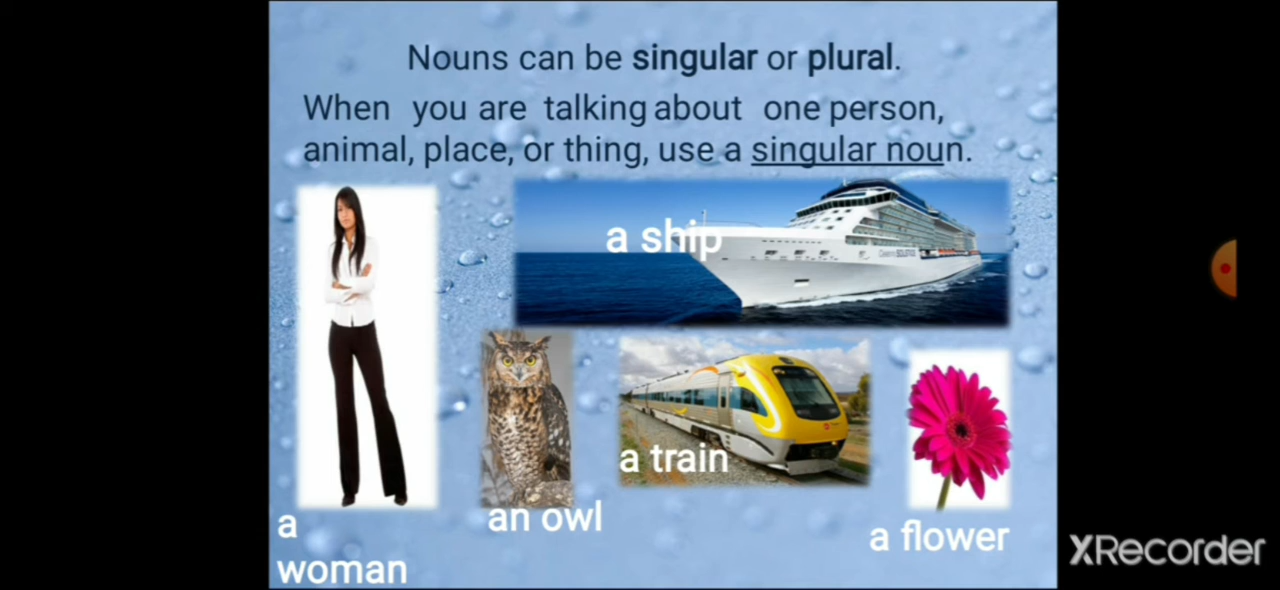 Nouns can be singular or plural.
When you are talking about one person,
animal, place, or thing, use a singular noun.
a ship
a train
an owl
a flower
a
woman
XRecorder